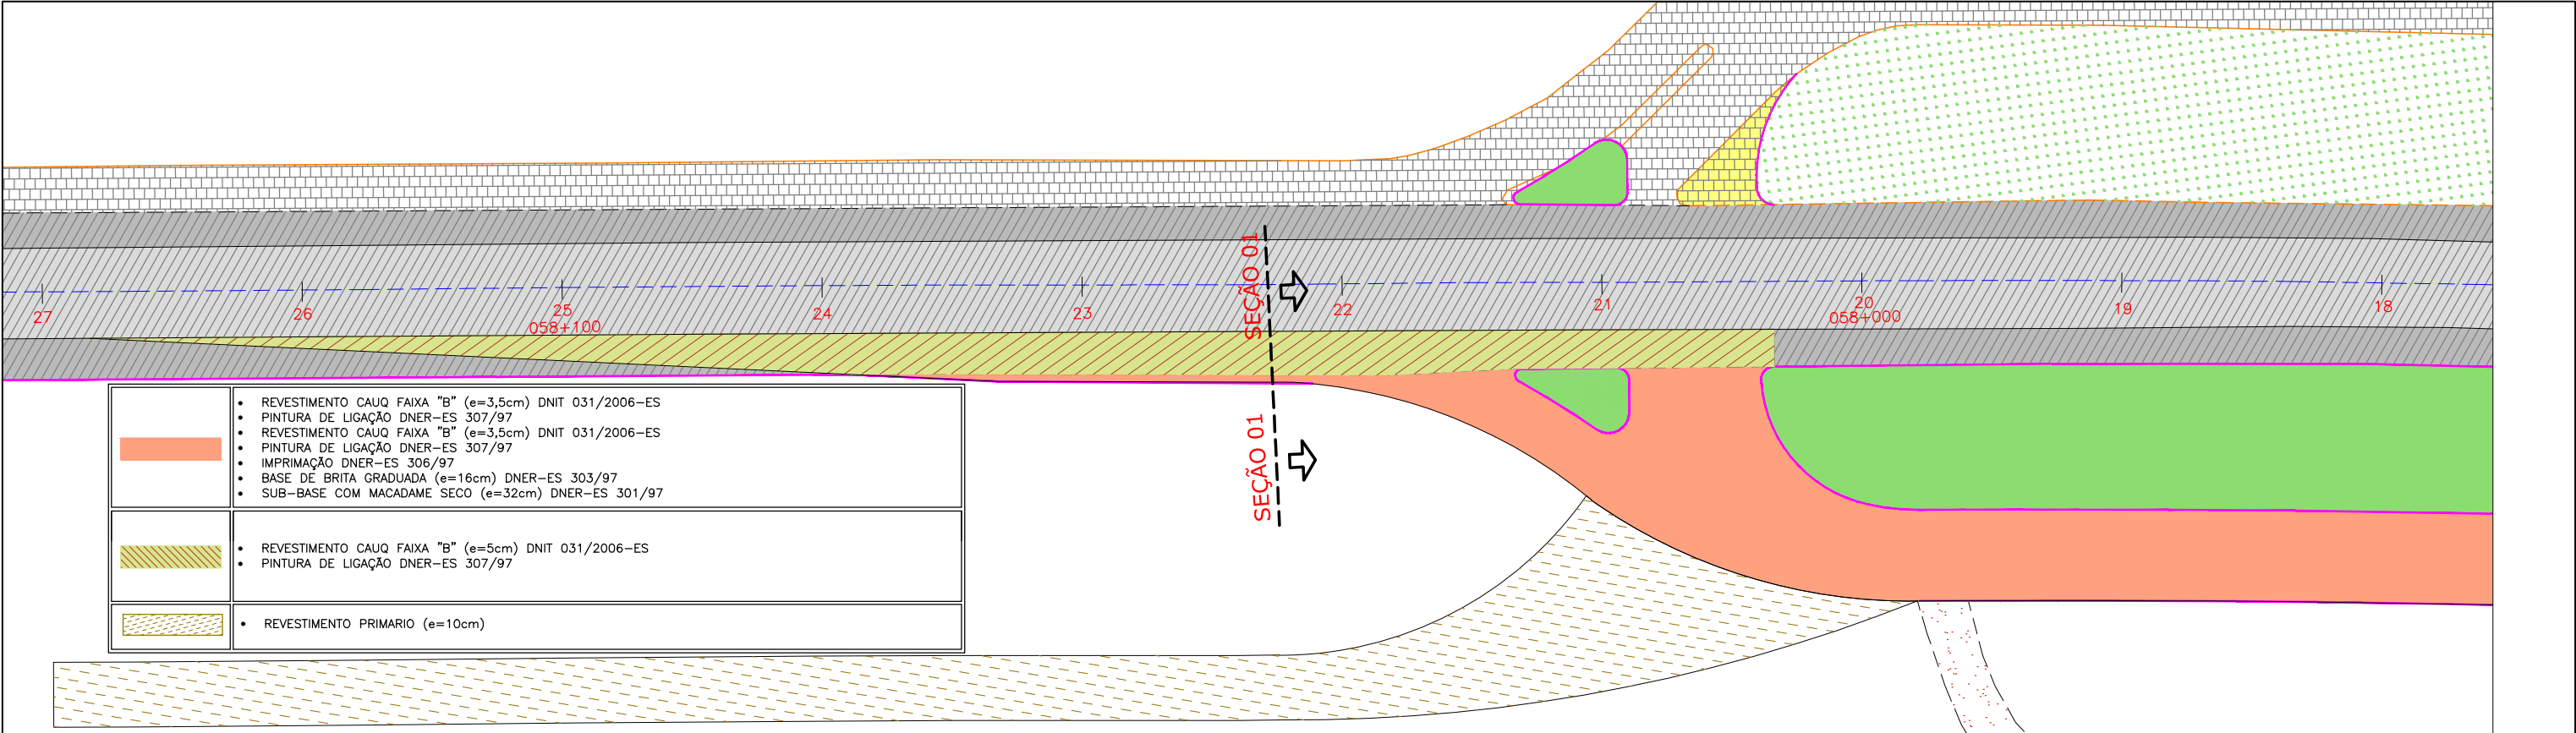 SEÇÃO 01
27
26
25
058+100
24
23
22
21
20
058+000
19
18
SEÇÃO 01
• REVESTIMENTO CAUQ FAIXA "B" (e=3,5cm) DNIT 031/2006-ES
• PINTURA DE LIGAÇÃO DNER-ES 307/97
• REVESTIMENTO CAUQ FAIXA "B" (e=3,5cm) DNIT 031/2006-ES
• PINTURA DE LIGAÇÃO DNER-ES 307/97
• IMPRIMAÇÃO DNER-ES 306/97
• BASE DE BRITA GRADUADA (e=16cm) DNER-ES 303/97
• SUB-BASE COM MACADAME SECO (e=32cm) DNER-ES 301/97
• REVESTIMENTO CAUQ FAIXA "B" (e=5cm) DNIT 031/2006-ES
• PINTURA DE LIGAÇÃO DNER-ES 307/97
• REVESTIMENTO PRIMARIO (e=10cm)